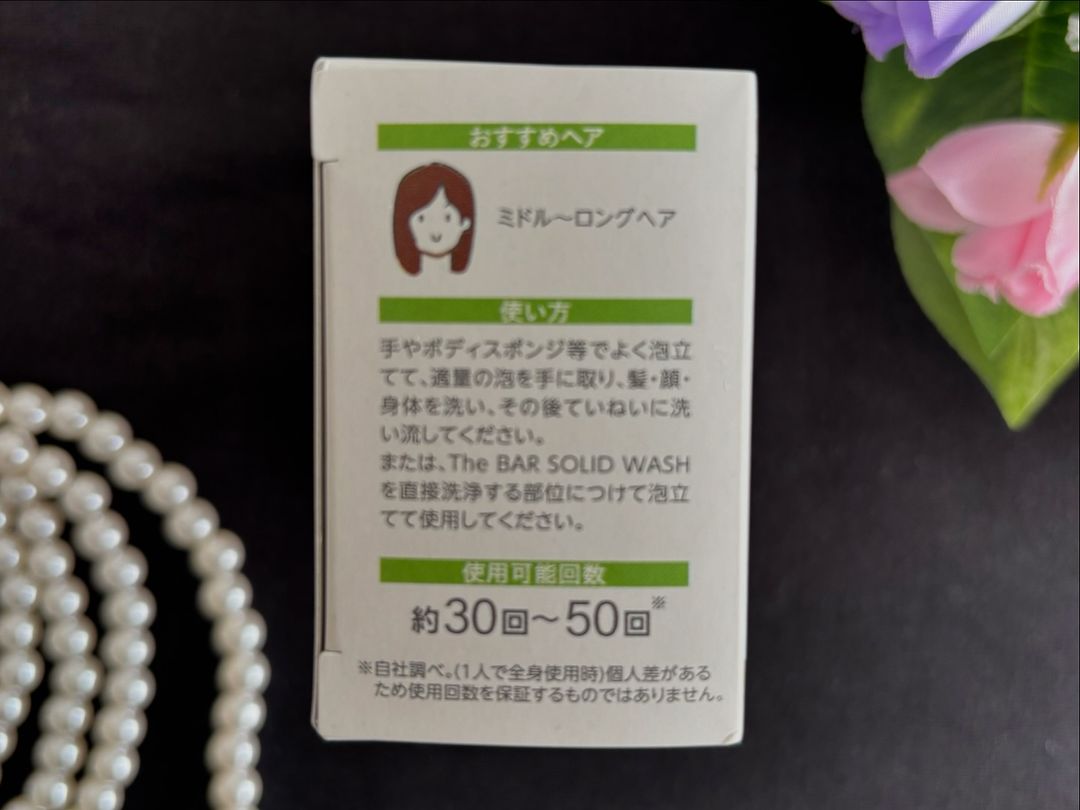 おすすめヘア
ミドル〜ロングヘア
使い方
手やボディスポンジ等でよく泡立
てて、適量の泡を手に取り、髪・顔・
身体を洗い、その後ていねいに洗
い流してください。
または、The BAR SOLID WASH
を直接洗浄する部位につけて泡立
てて使用してください。
使用可能回数
約30回〜50回※
※自社調べ。(1人で全身使用時)個人差がある
ため使用回数を保証するものではありません。